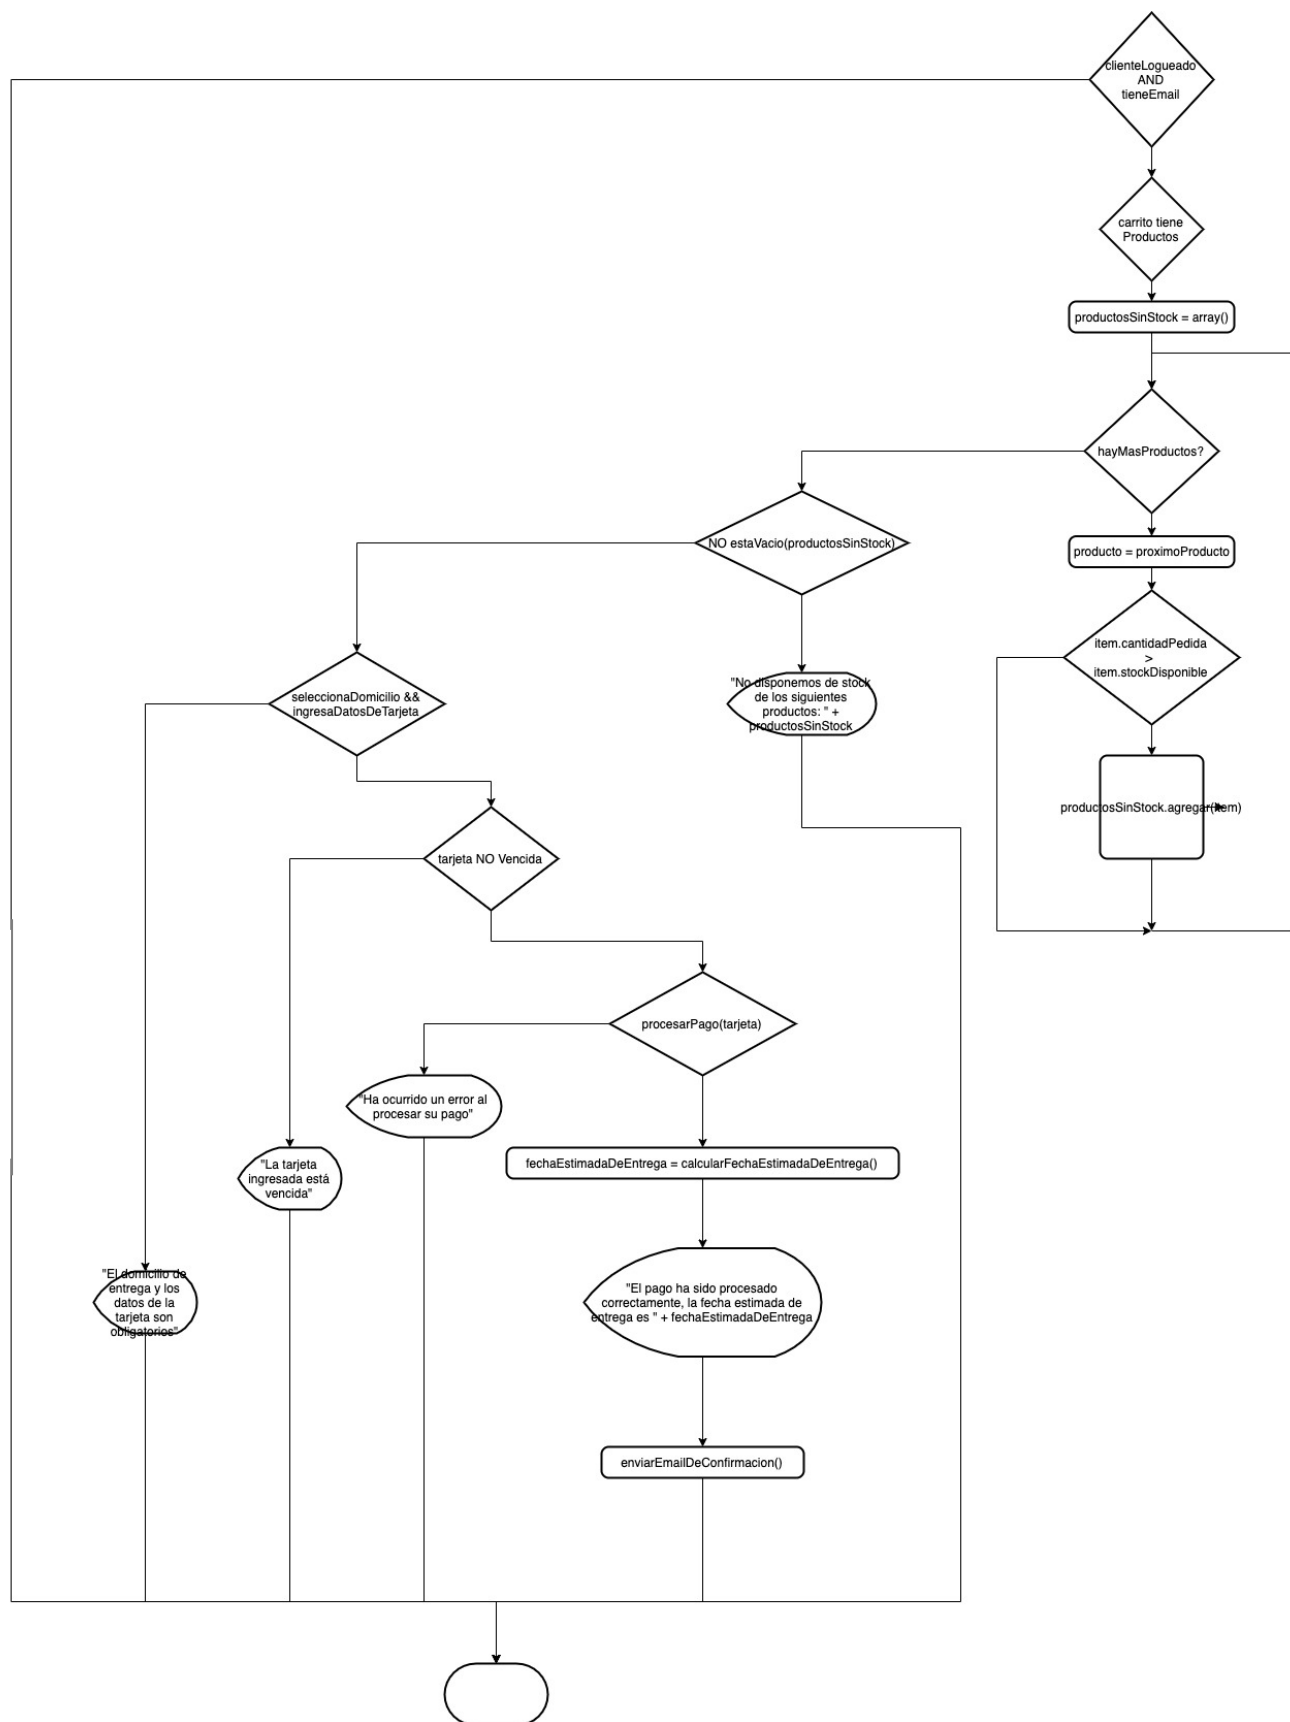 clienteLogueado
AND
tieneEmail
carrito tiene
Productos
productosSinStock = array()
hayMasProductos?
NO estaVacio(productosSinStock)
producto = proximoProducto
item.cantidadPedida
>
item.stockDisponible
seleccionaDomicilio &&
ingresaDatosDeTarjeta
"No disponemos de stock
de los siguientes
productos: " +
productosSinStock
productosSinStock.agregar(item)
tarjeta NO Vencida
procesarPago(tarjeta)
"Ha ocurrido un error al
procesar su pago"
"La tarjeta
ingresada está
vencida"
fechaEstimadaDeEntrega = calcularFechaEstimadaDeEntrega()
"El domicilio de
entrega y los
datos de la
tarjeta son
obligatorios"
"El pago ha sido procesado
correctamente, la fecha estimada de
entrega es " + fechaEstimadaDeEntrega
enviarEmailDeConfirmacion()